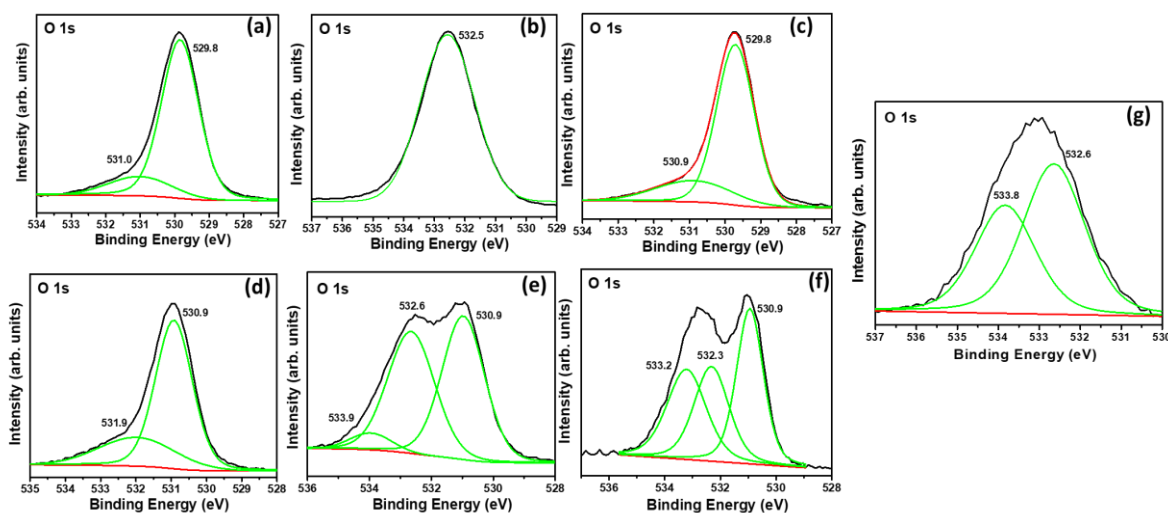 O 1s
(a)
529.8
531.0
Intensity (arb. units)
534 533 532 531 530 529 528 527
Binding Energy (eV)
O 1s
(b)
532.5
Intensity (arb. units)
535 534 533 532 531 530 529
Binding Energy (eV)
O 1s
(c)
529.8
530.9
Intensity (arb. units)
534 533 532 531 530 529 528 527
Binding Energy (eV)
O 1s
(d)
530.9
531.9
Intensity (arb. units)
535 534 533 532 531 530 529 528
Binding Energy (eV)
O 1s
(e)
532.6
530.9
533.9
Intensity (arb. units)
536 534 532 530 528
Binding Energy (eV)
O 1s
(f)
530.9
533.2
532.3
Intensity (arb. units)
536 534 532 530 528
Binding Energy (eV)
O 1s
(g)
532.6
533.8
Intensity (arb. units)
537 536 535 534 533 532 531 530
Binding Energy (eV)